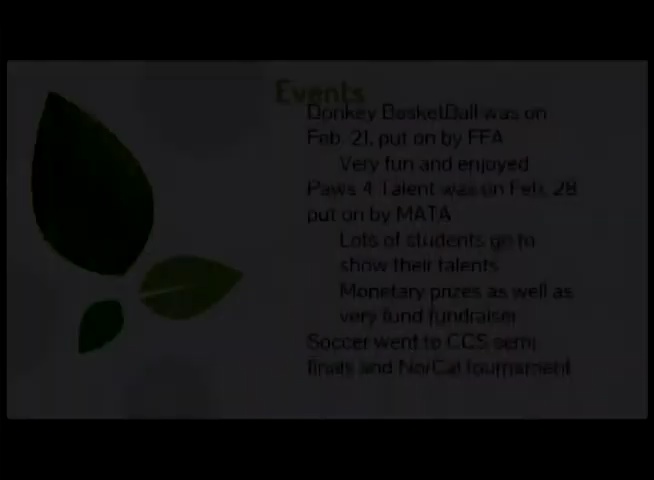 Events
Donkey BasketBall was on
Feb. 21, put on by FFA
Very fun and enjoyed
Paws 4 Talent was on Feb. 28
put on by MATA
Lots of students go to
show their talents
Monetary prizes as well as
very fund fundraiser
Soccer went to CCS semi
finals and NorCal tournament